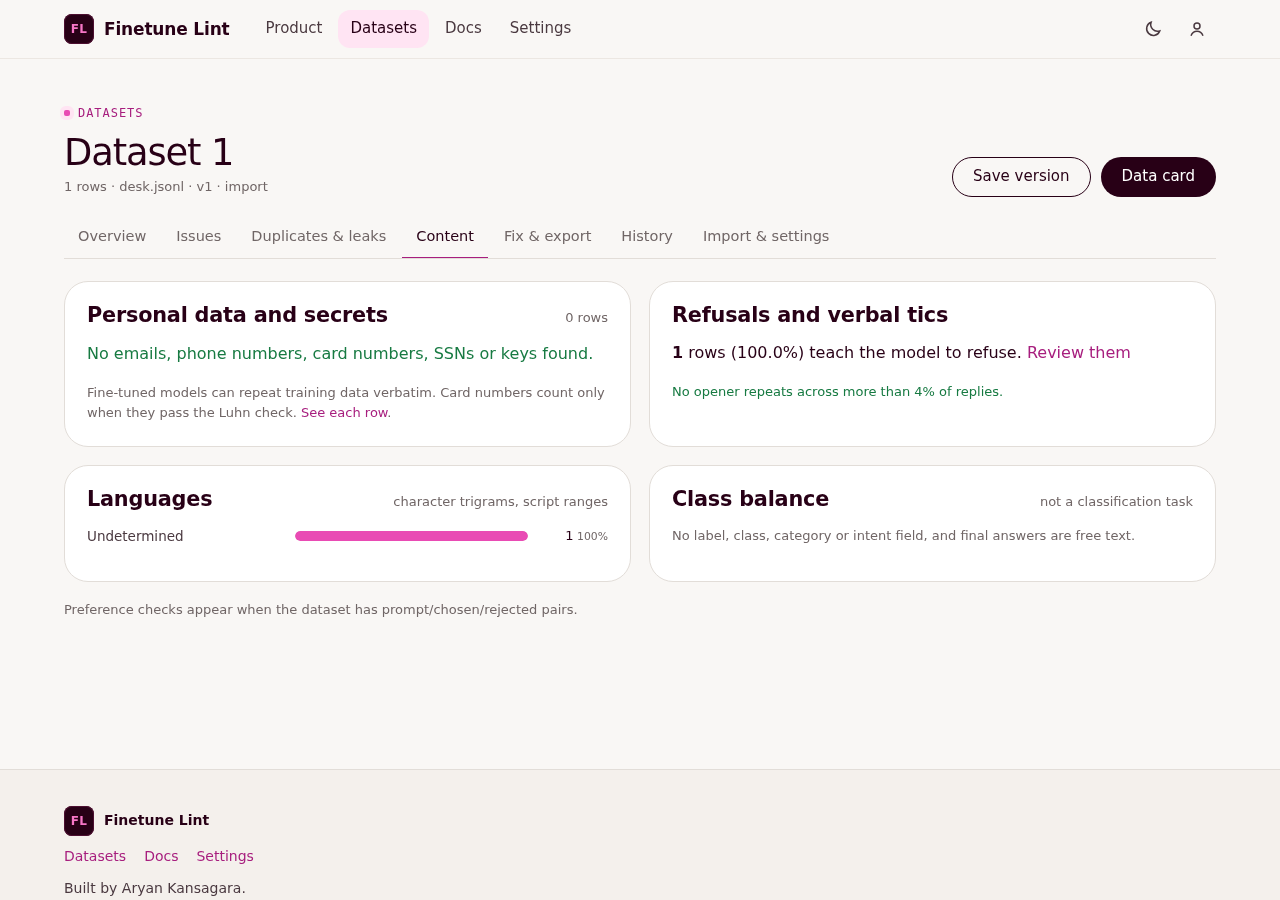 FL Finetune Lint Product Datasets Docs Settings
DATASETS
Dataset 1
1 rows · desk.jsonl · v1 · import
Save version Data card
Overview Issues Duplicates & leaks Content Fix & export History Import & settings
Personal data and secrets 0 rows
No emails, phone numbers, card numbers, SSNs or keys found.
Fine-tuned models can repeat training data verbatim. Card numbers count only
when they pass the Luhn check. See each row.
Refusals and verbal tics
1 rows (100.0%) teach the model to refuse. Review them
No opener repeats across more than 4% of replies.
Languages character trigrams, script ranges
Undetermined 1 100%
Class balance not a classification task
No label, class, category or intent field, and final answers are free text.
Preference checks appear when the dataset has prompt/chosen/rejected pairs.
FL Finetune Lint
Datasets Docs Settings
Built by Aryan Kansagara.